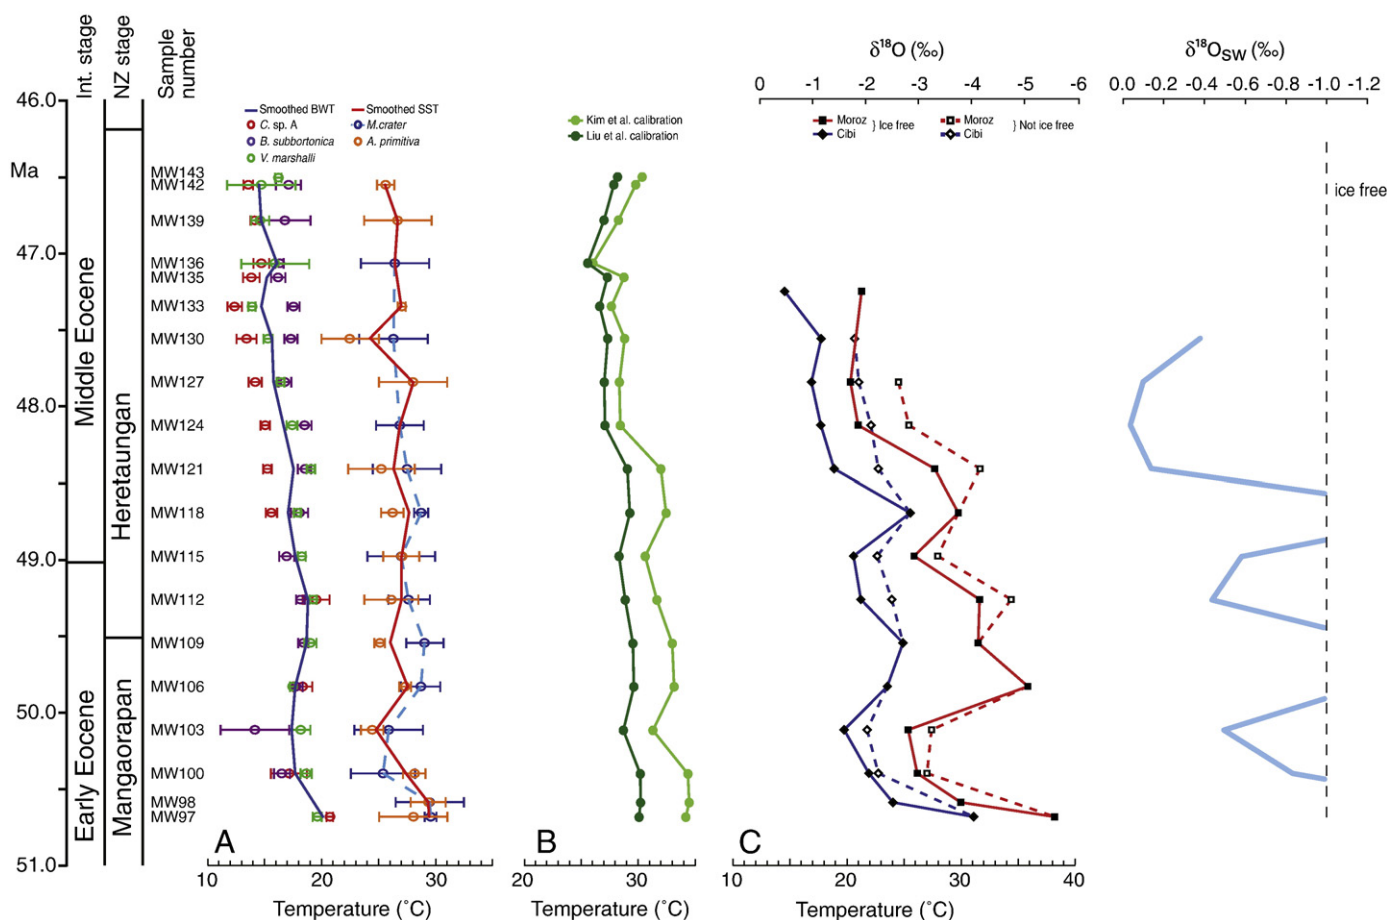 Int. stage
NZ stage
Sample
number
δ18O (‰)
δ18OSW (‰)
0 -1 -2 -3 -4 -5 -6
0.0 -0.2 -0.4 -0.6 -0.8 -1.0 -1.2
46.0
47.0
48.0
49.0
50.0
51.0
Ma
Middle Eocene
Early Eocene
Heretaungan
Mangaorapan
MW143
MW142
MW139
MW136
MW135
MW133
MW130
MW127
MW124
MW121
MW118
MW115
MW112
MW109
MW106
MW103
MW100
MW98
MW97
Smoothed BWT
C. sp. A
B. subbortonica
V. marshalli
Smoothed SST
M.crater
A. primitiva
Kim et al. calibration
Liu et al. calibration
Moroz
Cibi
} Ice free
Moroz
Cibi
} Not ice free
ice free
A
B
C
10 20 30
20 30
10 20 30 40
Temperature (˚C)
Temperature (˚C)
Temperature (˚C)